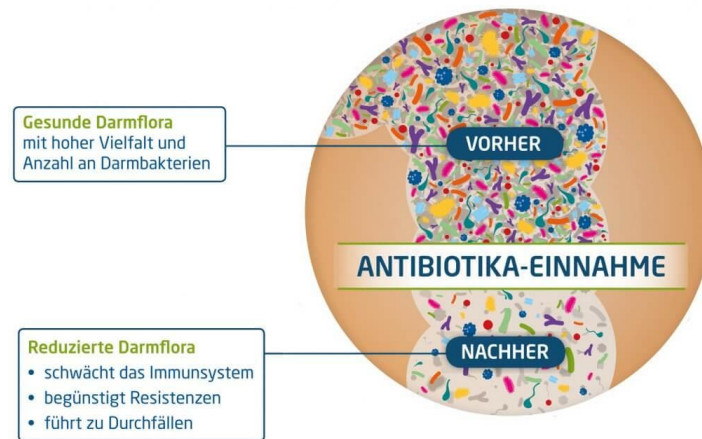 Gesunde Darmflora
mit hoher Vielfalt und
Anzahl an Darmbakterien
VORHER
ANTIBIOTIKA-EINNAHME
NACHHER
Reduzierte Darmflora
• schwächt das Immunsystem
• begünstigt Resistenzen
• führt zu Durchfällen